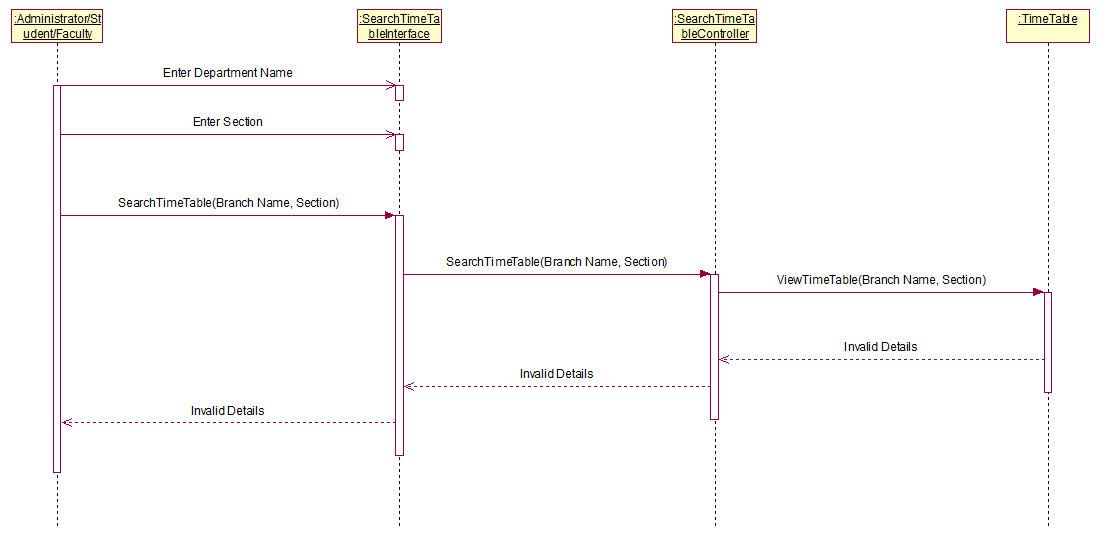 :Administrator/St
udent/Faculty
:SearchTimeTa
bleInterface
:SearchTimeTa
bleController
:TimeTable
Enter Department Name
Enter Section
SearchTimeTable(Branch Name, Section)
SearchTimeTable(Branch Name, Section)
ViewTimeTable(Branch Name, Section)
Invalid Details
Invalid Details
Invalid Details